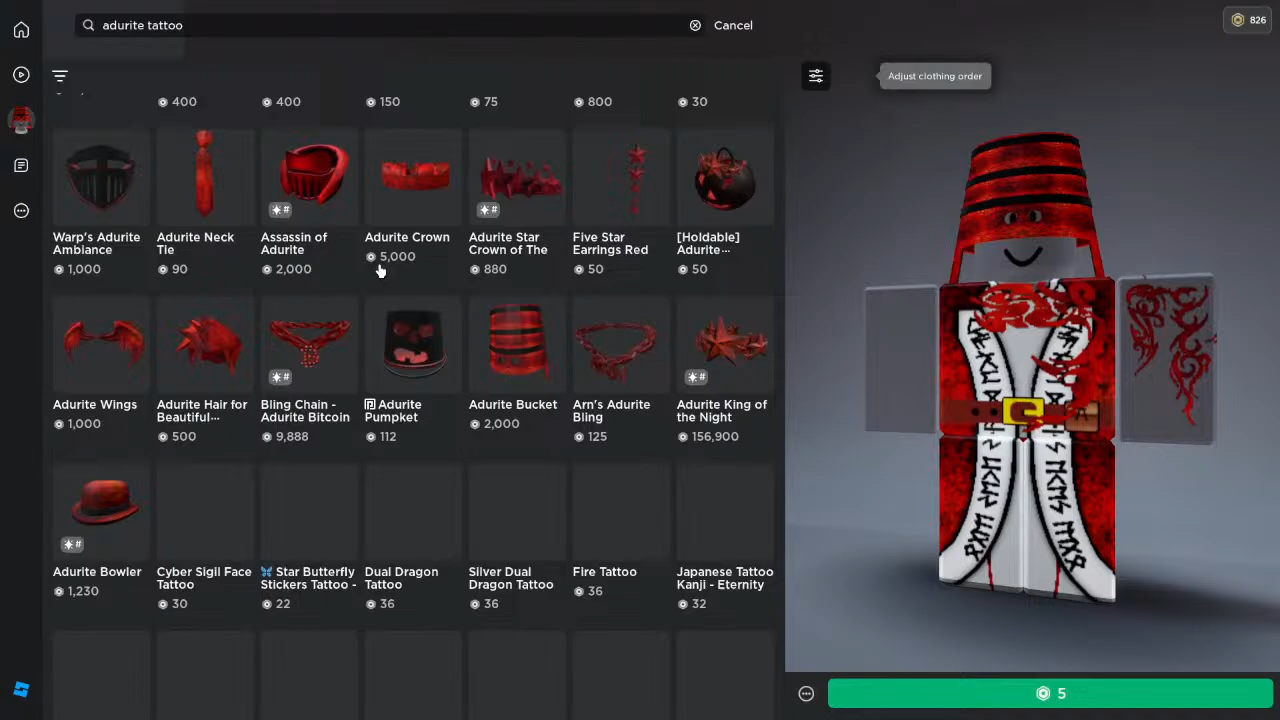 adurite tattoo
Cancel
826
Adjust clothing order
400
400
150
75
800
30
Warp's Adurite Ambiance
1,000
Adurite Neck Tie
90
#
Assassin of Adurite
2,000
Adurite Crown
5,000
#
Adurite Star Crown of The
880
Five Star Earrings Red
50
[Holdable] Adurite···
50
Adurite Wings
1,000
Adurite Hair for Beautiful···
500
#
Bling Chain - Adurite Bitcoin
9,888
Adurite Pumpket
112
Adurite Bucket
2,000
Arn's Adurite Bling
125
#
Adurite King of the Night
156,900
#
Adurite Bowler
1,230
Cyber Sigil Face Tattoo
30
🦋 Star Butterfly Stickers Tattoo -
22
Dual Dragon Tattoo
36
Silver Dual Dragon Tattoo
36
Fire Tattoo
36
Japanese Tattoo Kanji - Eternity
32
5